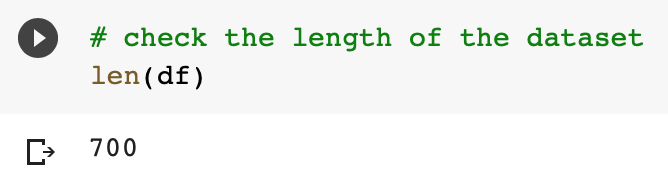 # check the length of the dataset
len(df)
700